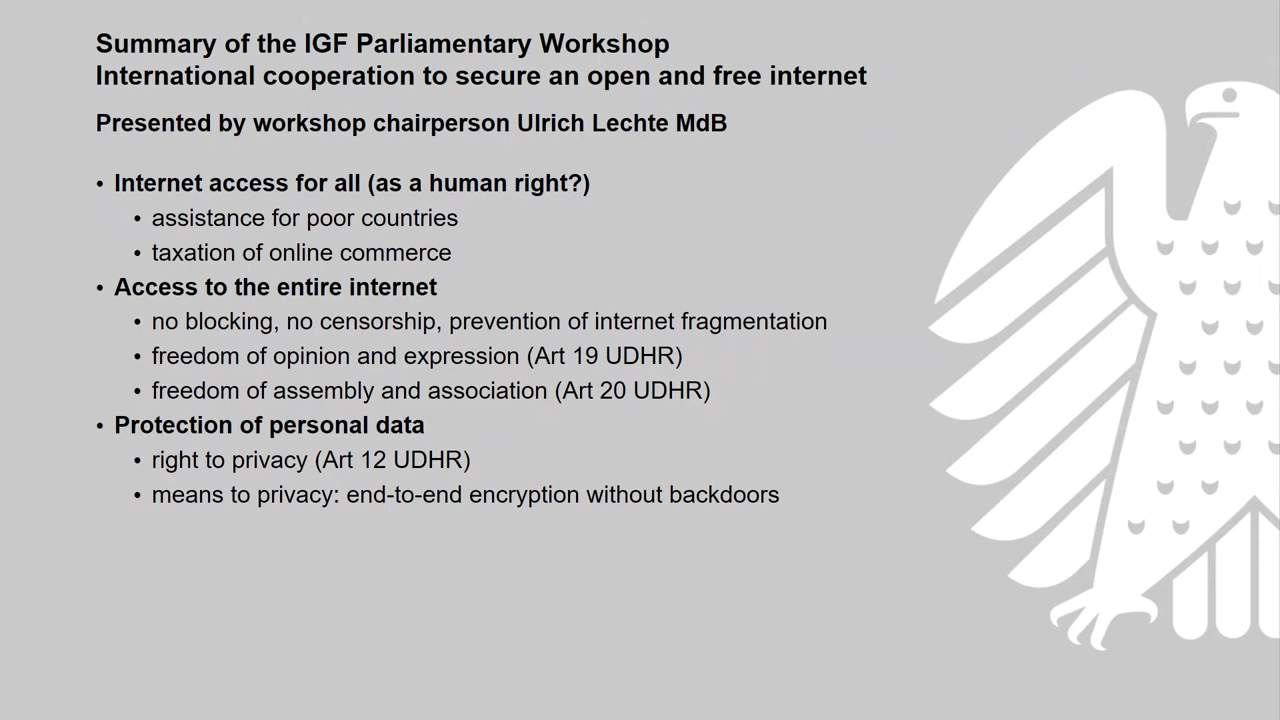 Summary of the IGF Parliamentary Workshop
International cooperation to secure an open and free internet
Presented by workshop chairperson Ulrich Lechte MdB
• Internet access for all (as a human right?)
• assistance for poor countries
• taxation of online commerce
• Access to the entire internet
• no blocking, no censorship, prevention of internet fragmentation
• freedom of opinion and expression (Art 19 UDHR)
• freedom of assembly and association (Art 20 UDHR)
• Protection of personal data
• right to privacy (Art 12 UDHR)
• means to privacy: end-to-end encryption without backdoors